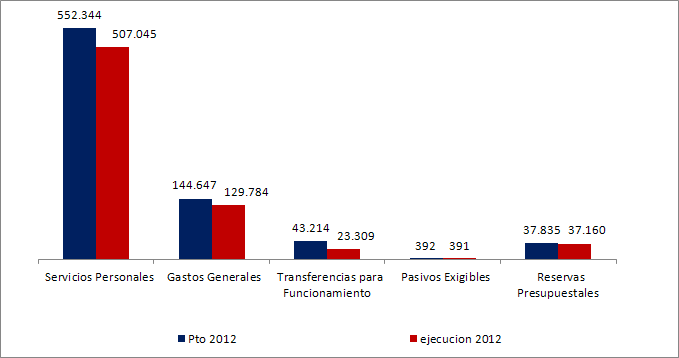 552.344
507.045
144.647
129.784
43.214
23.309
392
391
37.835
37.160
Servicios Personales
Gastos Generales
Transferencias para
Funcionamiento
Pasivos Exigibles
Reservas
Presupuestales
Pto 2012
ejecucion 2012